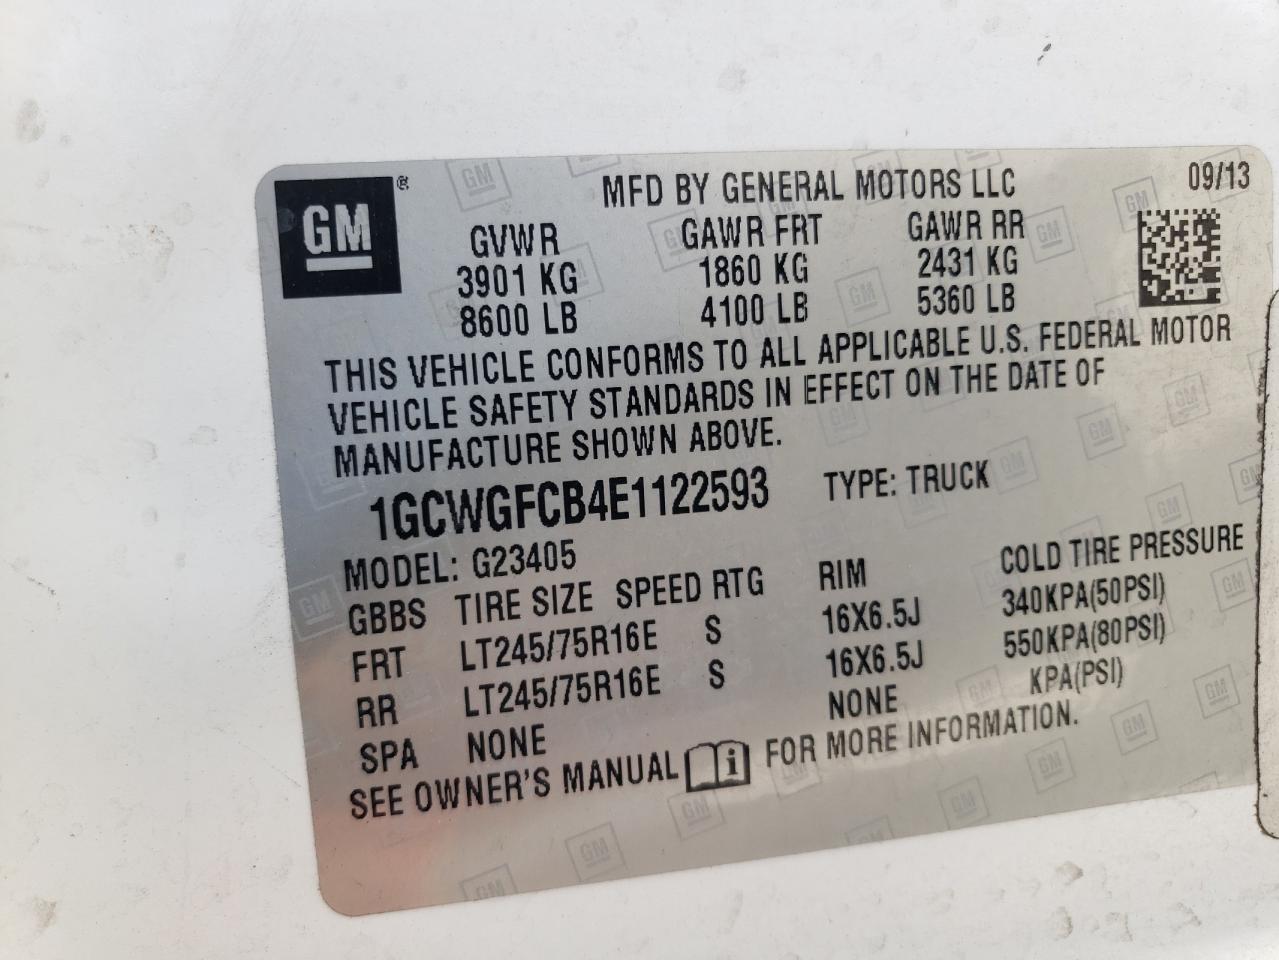 GM
MFD BY GENERAL MOTORS LLC 09/13
GVWR GAWR FRT GAWR RR
3901 KG 1860 KG 2431 KG
8600 LB 4100 LB 5360 LB
THIS VEHICLE CONFORMS TO ALL APPLICABLE U.S. FEDERAL MOTOR
VEHICLE SAFETY STANDARDS IN EFFECT ON THE DATE OF
MANUFACTURE SHOWN ABOVE.
1GCWGFCB4E1122593 TYPE: TRUCK
MODEL: G23405
GBBS TIRE SIZE SPEED RTG RIM COLD TIRE PRESSURE
FRT LT245/75R16E S 16X6.5J 340KPA(50PSI)
RR LT245/75R16E S 16X6.5J 550KPA(80PSI)
SPA NONE NONE KPA(PSI)
SEE OWNER'S MANUAL i FOR MORE INFORMATION.